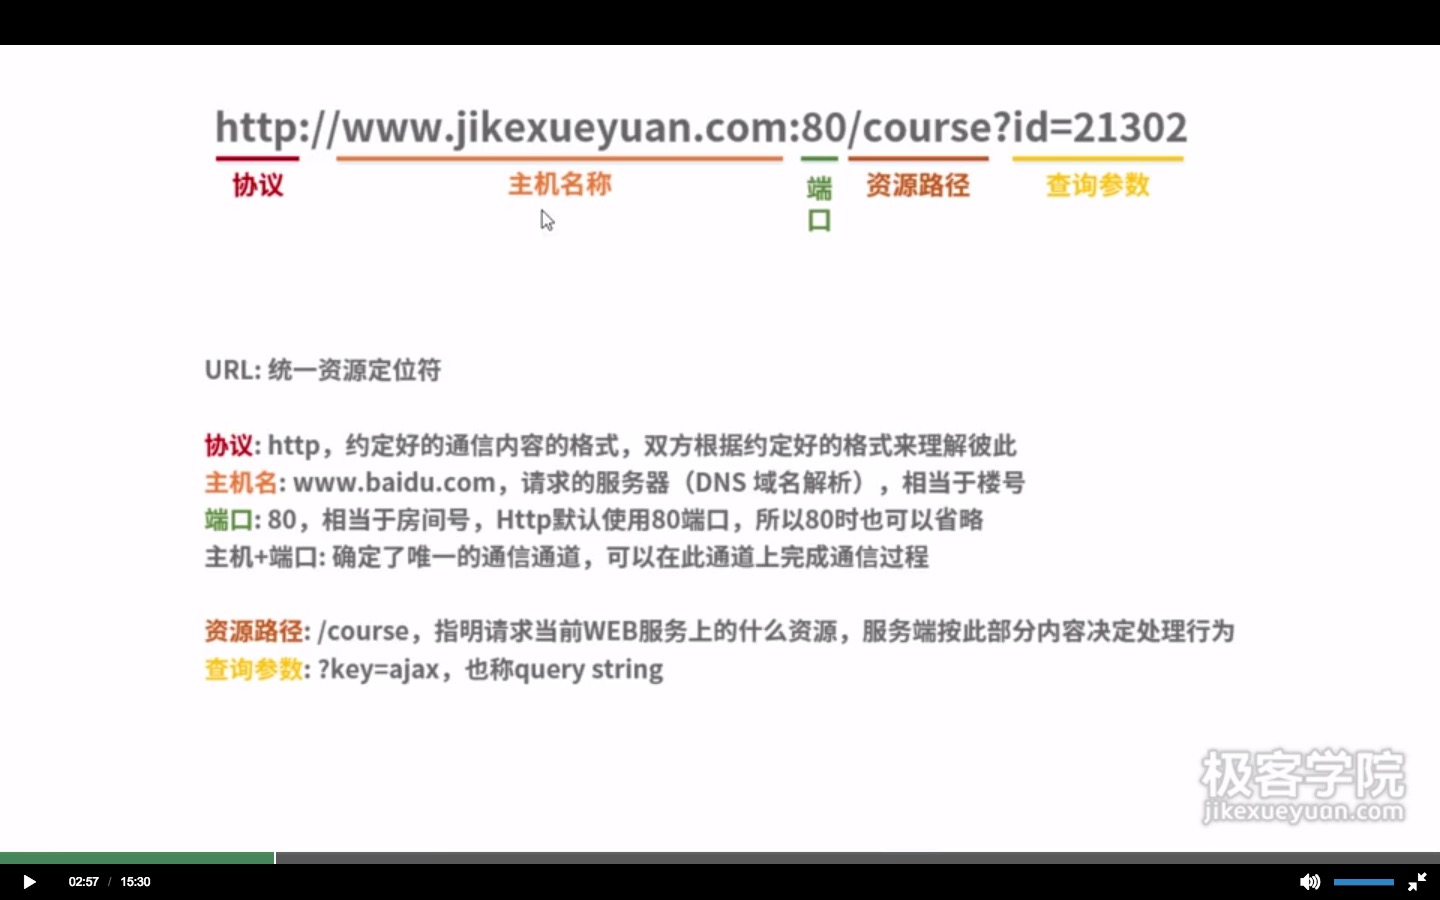 http://www.jikexueyuan.com:80/course?id=21302
协议 主机名称 端口 资源路径 查询参数
URL: 统一资源定位符
协议: http，约定好的通信内容的格式，双方根据约定好的格式来理解彼此
主机名: www.baidu.com，请求的服务器（DNS 域名解析），相当于楼号
端口: 80，相当于房间号，Http默认使用80端口，所以80时也可以省略
主机+端口: 确定了唯一的通信通道，可以在此通道上完成通信过程
资源路径: /course，指明请求当前WEB服务上的什么资源，服务端按此部分内容决定处理行为
查询参数: ?key=ajax，也称query string
极客学院
jikexueyuan.com
02:57 / 15:30